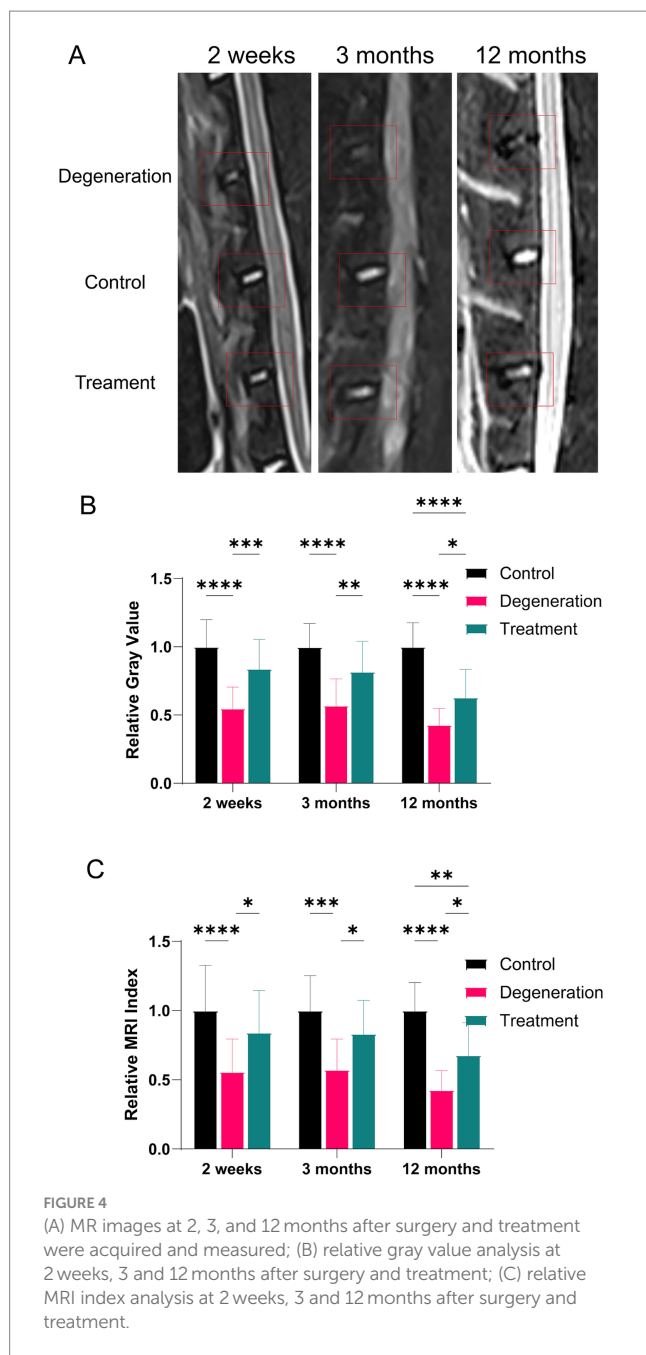 A
2 weeks 3 months 12 months
Degeneration
Control
Treament
B
****
*** **** *
**** ** ****
Control
Degeneration
Treatment
1.5
1.0
0.5
0.0
Relative Gray Value
2 weeks 3 months 12 months
C
**
* *** *
**** * ****
Control
Degeneration
Treatment
1.5
1.0
0.5
0.0
Relative MRI Index
2 weeks 3 months 12 months
FIGURE 4
(A) MR images at 2, 3, and 12 months after surgery and treatment
were acquired and measured; (B) relative gray value analysis at
2 weeks, 3 and 12 months after surgery and treatment; (C) relative
MRI index analysis at 2 weeks, 3 and 12 months after surgery and
treatment.